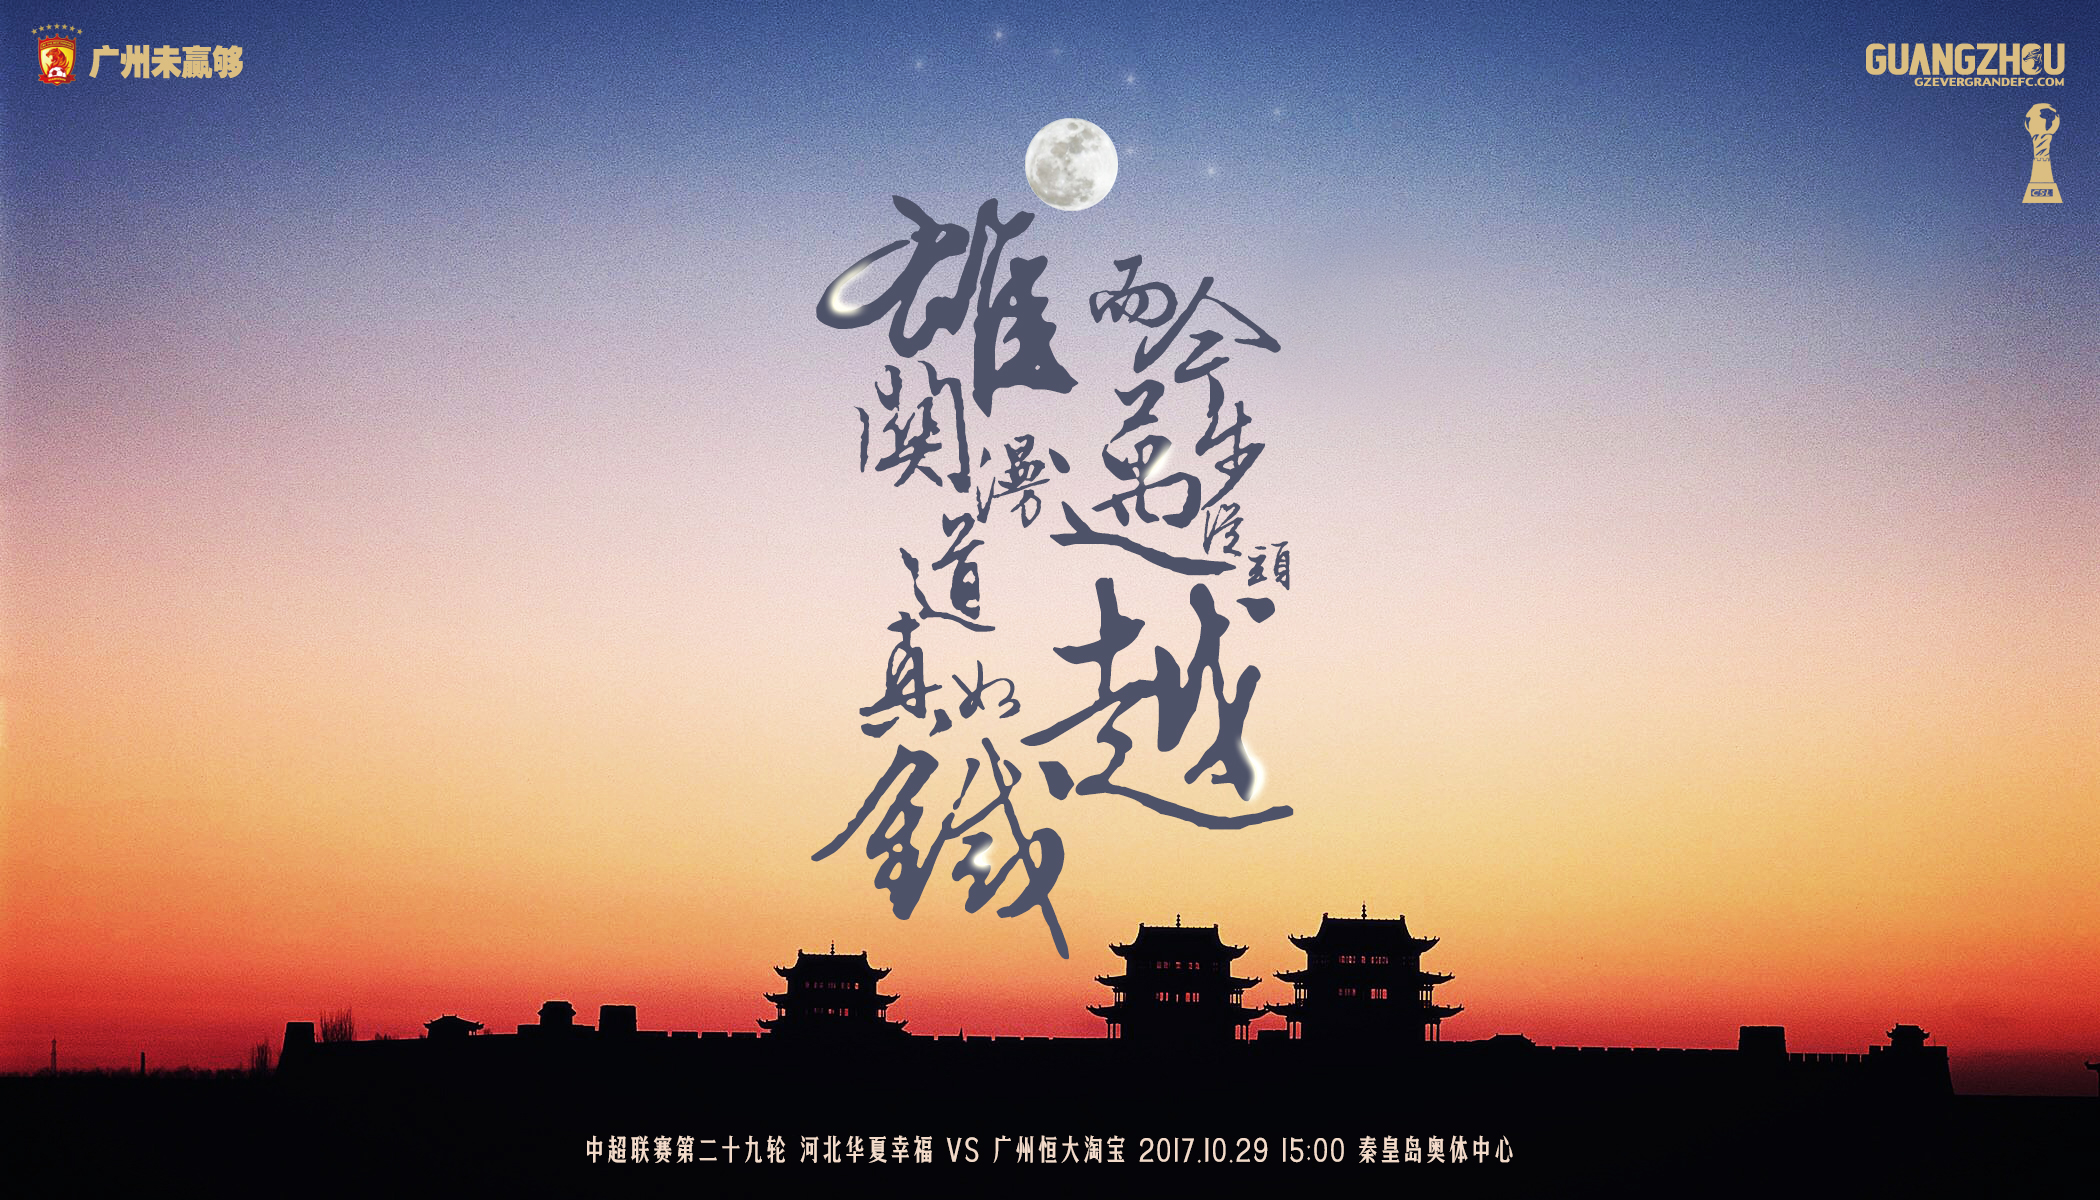 广州未赢够
GUANGZHOU
GZEVERGRANDEFC.COM
CSL
雄關漫道真如鐵
而今邁步從頭越
中超联赛第二十九轮 河北华夏幸福 VS 广州恒大淘宝 2017.10.29 15:00 秦皇岛奥体中心